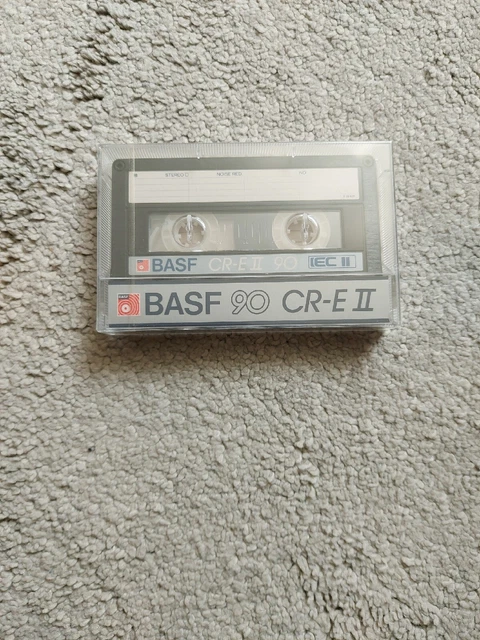 STEREO
NOISE RED.
BASF CR-E II 90 IEC II
BASF 90 CR-E II